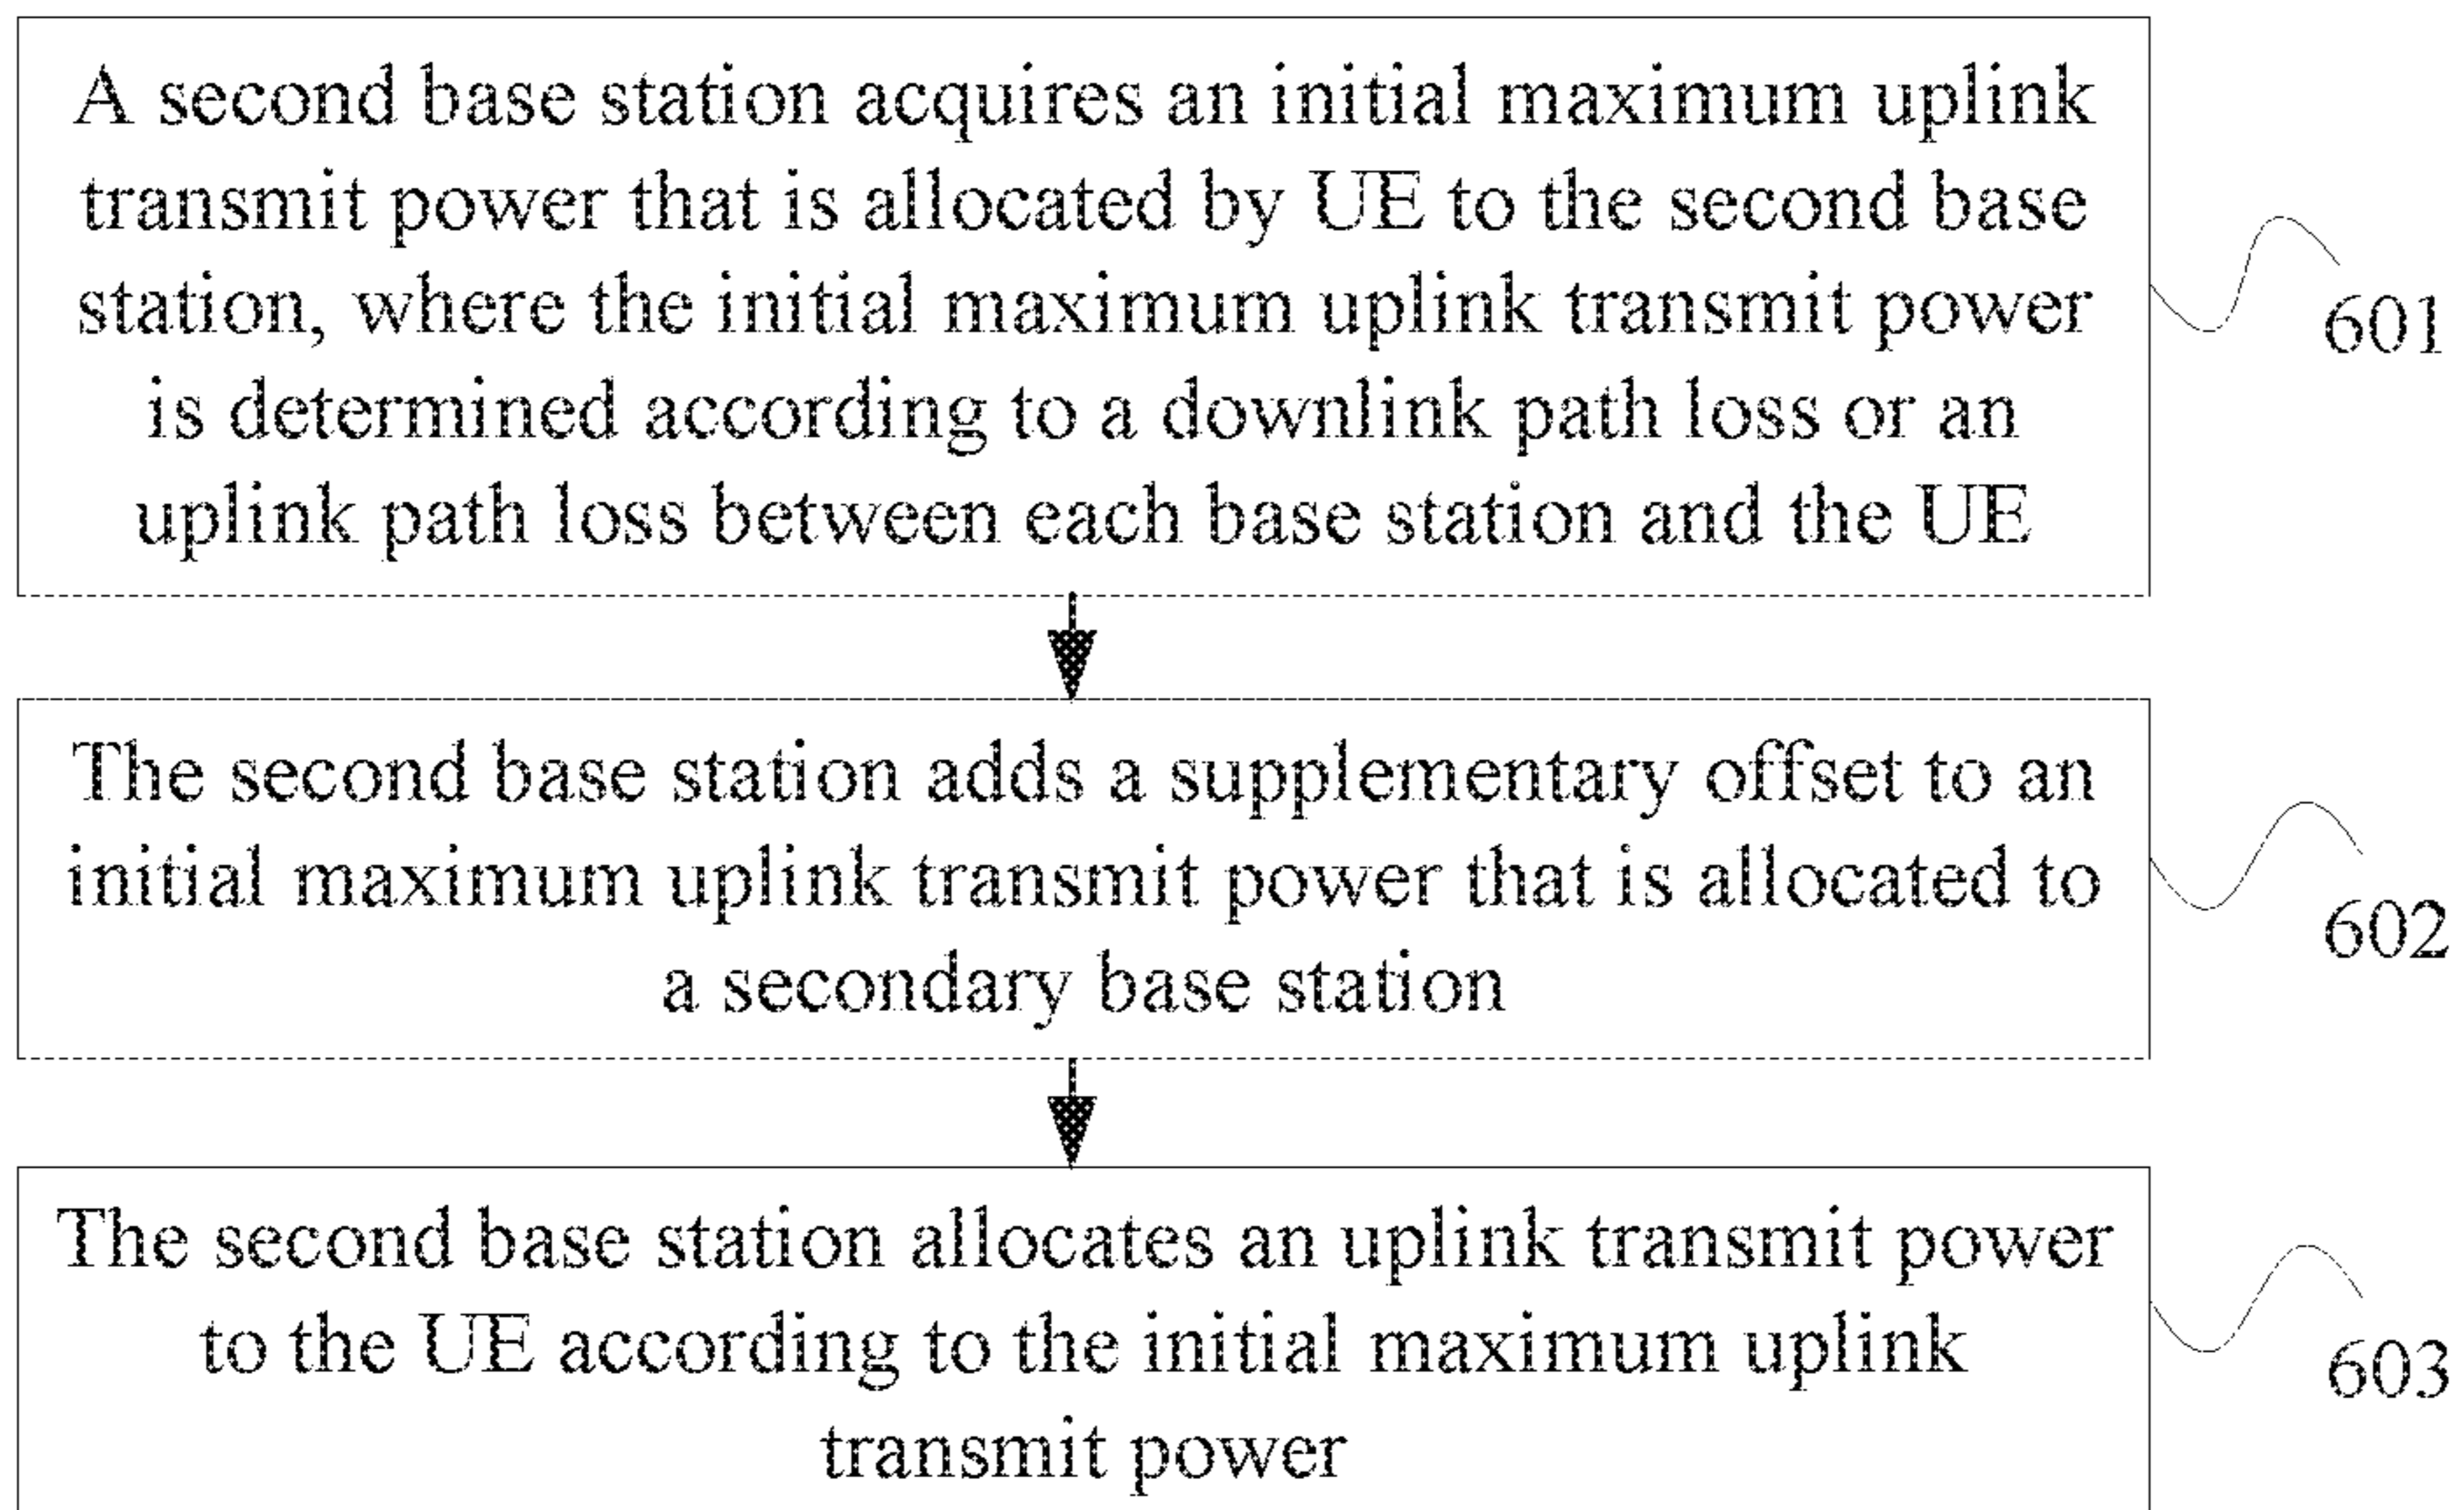 A second base station acquires an initial maximum uplink
transmit power that is allocated by UE to the second base
station, where the initial maximum uplink transmit power
is determined according to a downlink path loss or an
uplink path loss between each base station and the UE
601
The second base station adds a supplementary offset to an
initial maximum uplink transmit power that is allocated to
a secondary base station
602
The second base station allocates an uplink transmit power
to the UE according to the initial maximum uplink
transmit power
603